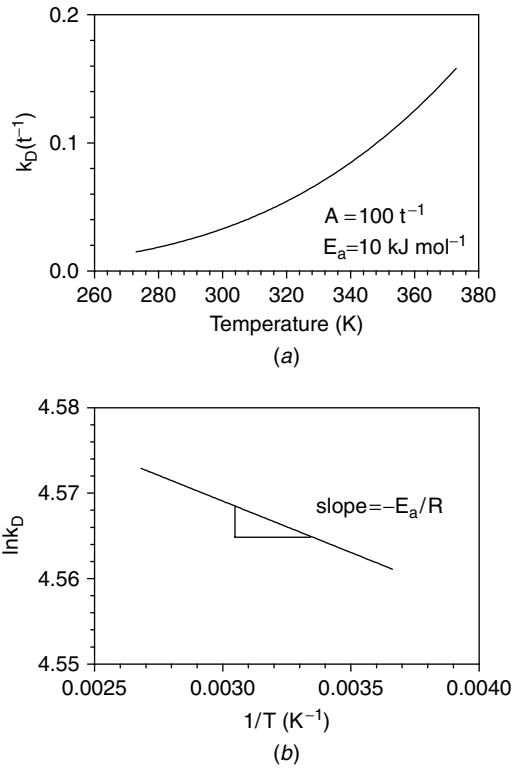 0.2
k_D(t⁻¹)
0.1
0.0
A =100 t⁻¹
Eₐ=10 kJ mol⁻¹
260 280 300 320 340 360 380
Temperature (K)
(a)
4.58
4.57
lnk_D
4.56
4.55
slope=−Eₐ/R
0.0025 0.0030 0.0035 0.0040
1/T (K⁻¹)
(b)